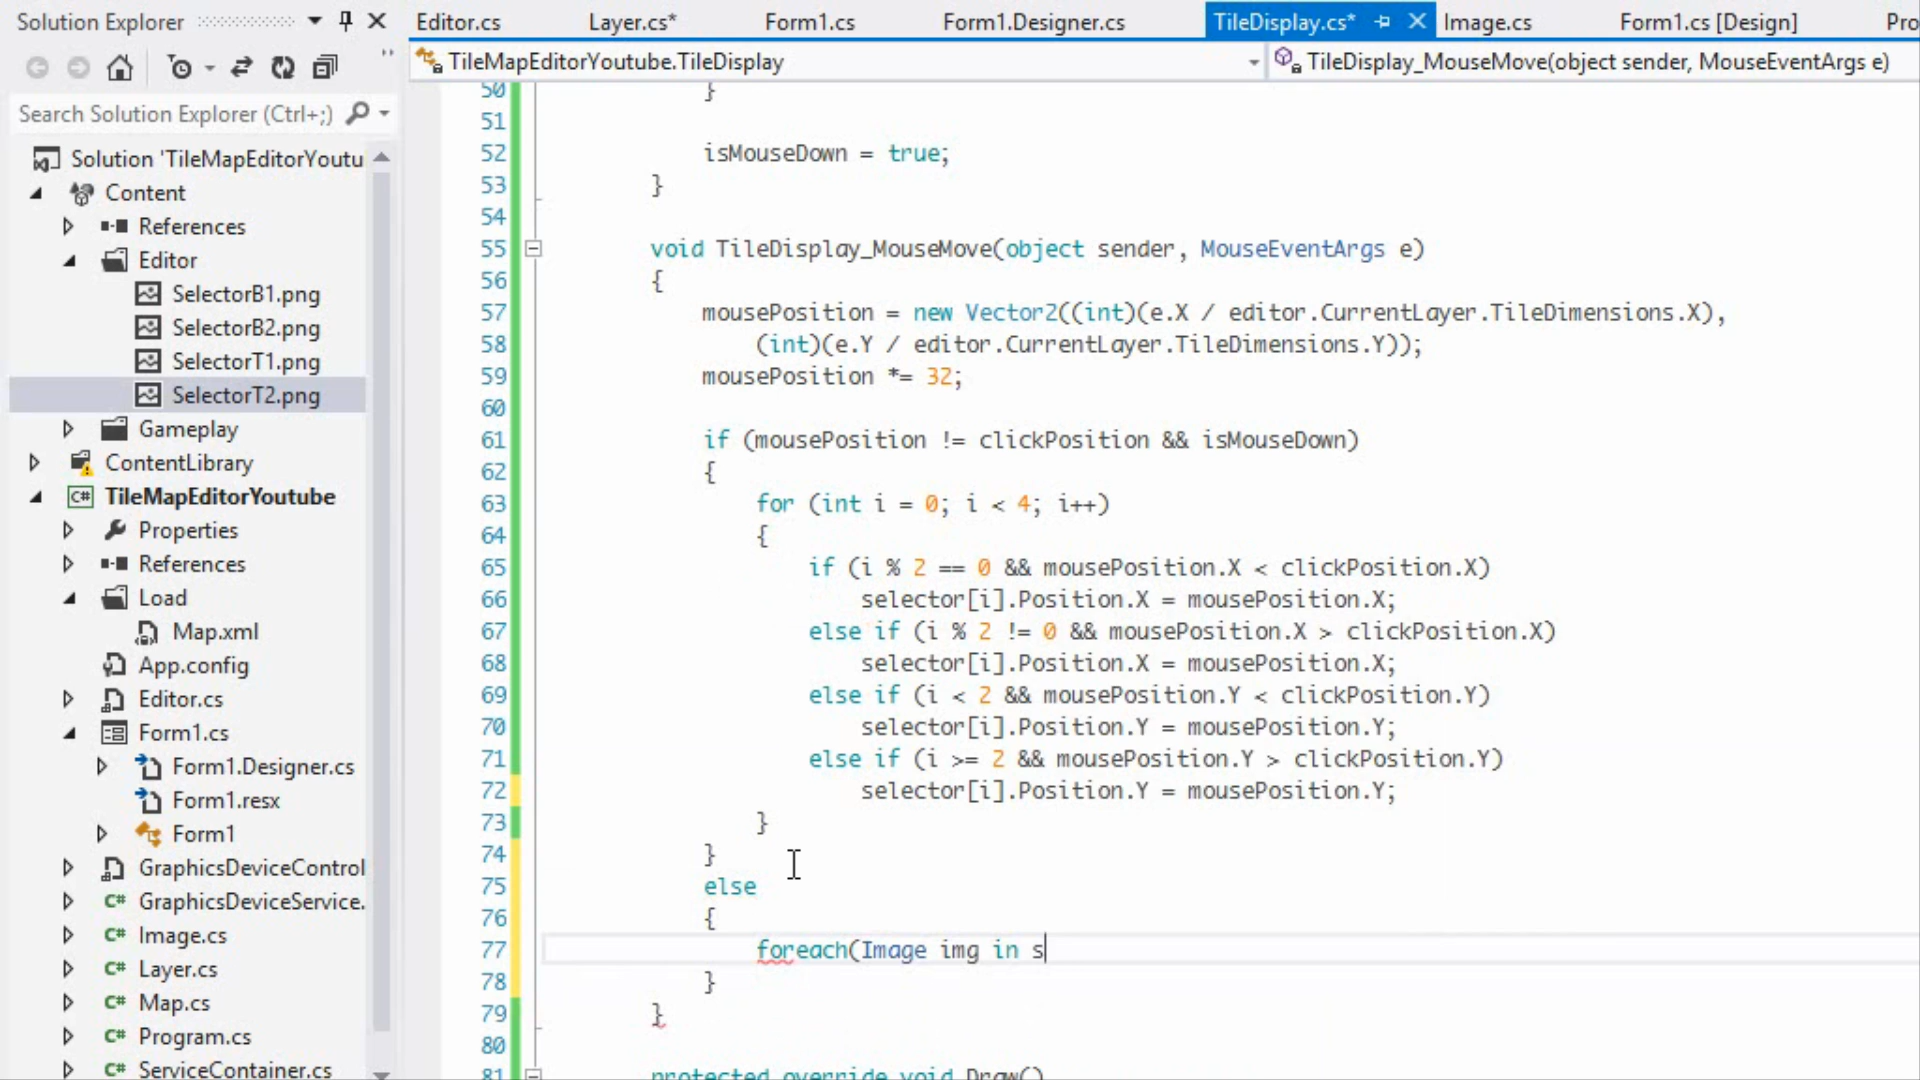 Solution Explorer
Editor.cs
Layer.cs*
Form1.cs
Form1.Designer.cs
TileDisplay.cs*
Image.cs
Form1.cs [Design]
Pro
TileMapEditorYoutube.TileDisplay
TileDisplay_MouseMove(object sender, MouseEventArgs e)
Search Solution Explorer (Ctrl+;)
Solution 'TileMapEditorYoutu
Content
References
Editor
SelectorB1.png
SelectorB2.png
SelectorT1.png
SelectorT2.png
Gameplay
ContentLibrary
C# TileMapEditorYoutube
Properties
References
Load
Map.xml
App.config
Editor.cs
Form1.cs
Form1.Designer.cs
Form1.resx
Form1
GraphicsDeviceControl
C# GraphicsDeviceService.
C# Image.cs
C# Layer.cs
C# Map.cs
C# Program.cs
C# ServiceContainer.cs
50 }
51
52 isMouseDown = true;
53 }
54
55 void TileDisplay_MouseMove(object sender, MouseEventArgs e)
56 {
57 mousePosition = new Vector2((int)(e.X / editor.CurrentLayer.TileDimensions.X),
58 (int)(e.Y / editor.CurrentLayer.TileDimensions.Y));
59 mousePosition *= 32;
60
61 if (mousePosition != clickPosition && isMouseDown)
62 {
63 for (int i = 0; i < 4; i++)
64 {
65 if (i % 2 == 0 && mousePosition.X < clickPosition.X)
66 selector[i].Position.X = mousePosition.X;
67 else if (i % 2 != 0 && mousePosition.X > clickPosition.X)
68 selector[i].Position.X = mousePosition.X;
69 else if (i < 2 && mousePosition.Y < clickPosition.Y)
70 selector[i].Position.Y = mousePosition.Y;
71 else if (i >= 2 && mousePosition.Y > clickPosition.Y)
72 selector[i].Position.Y = mousePosition.Y;
73 }
74 }
75 else
76 {
77 foreach(Image img in s
78 }
79 }
80
81 protected override void Draw()